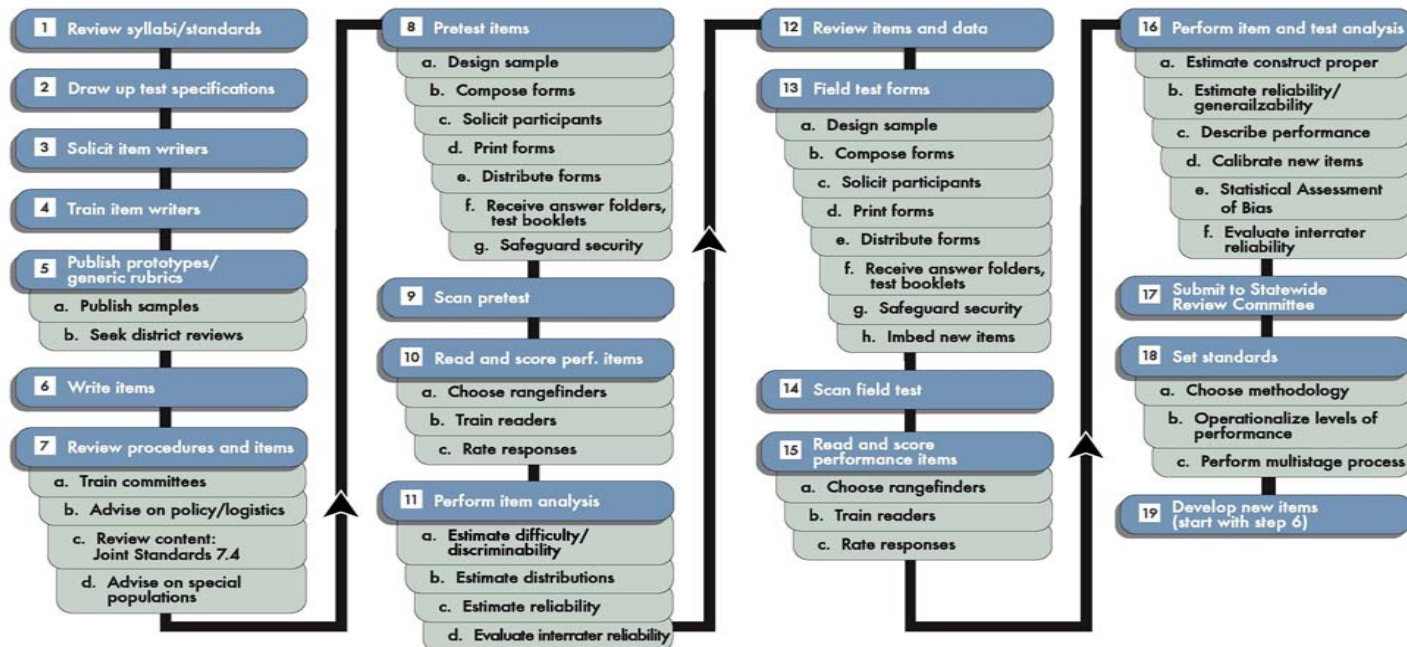 1 Review syllabi/standards
2 Draw up test specifications
3 Solicit item writers
4 Train item writers
5 Publish prototypes/
generic rubrics
a. Publish samples
b. Seek district reviews
6 Write items
7 Review procedures and items
a. Train committees
b. Advise on policy/logistics
c. Review content:
Joint Standards 7.4
d. Advise on special
populations
8 Pretest items
a. Design sample
b. Compose forms
c. Solicit participants
d. Print forms
e. Distribute forms
f. Receive answer folders,
test booklets
g. Safeguard security
9 Scan pretest
10 Read and score perf. items
a. Choose rangefinders
b. Train readers
c. Rate responses
11 Perform item analysis
a. Estimate difficulty/
discriminability
b. Estimate distributions
c. Estimate reliability
d. Evaluate interrater reliability
12 Review items and data
13 Field test forms
a. Design sample
b. Compose forms
c. Solicit participants
d. Print forms
e. Distribute forms
f. Receive answer folders,
test booklets
g. Safeguard security
h. Imbed new items
14 Scan field test
15 Read and score
performance items
a. Choose rangefinders
b. Train readers
c. Rate responses
16 Perform item and test analysis
a. Estimate construct proper
b. Estimate reliability/
generailzability
c. Describe performance
d. Calibrate new items
e. Statistical Assessment
of Bias
f. Evaluate interrater
reliability
17 Submit to Statewide
Review Committee
18 Set standards
a. Choose methodology
b. Operationalize levels of
performance
c. Perform multistage process
19 Develop new items
(start with step 6)